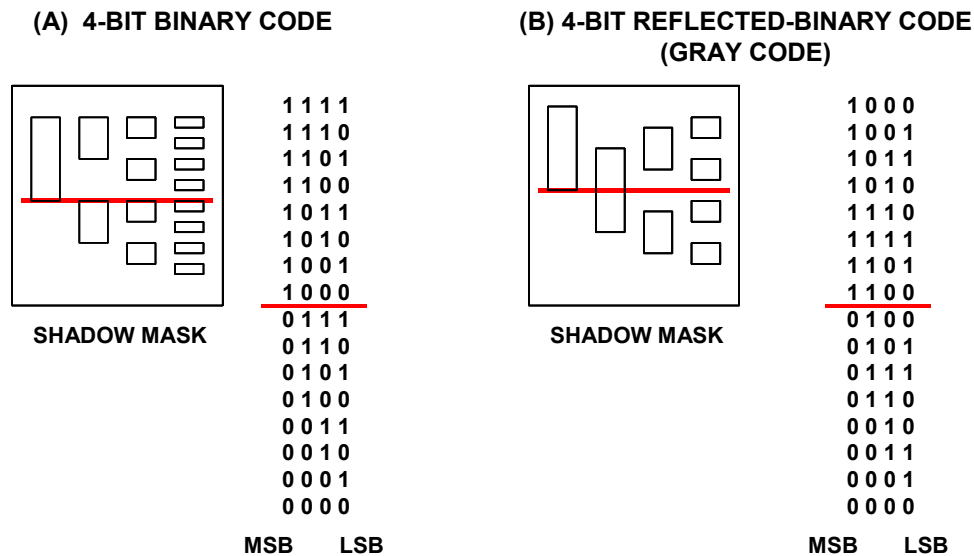 (A) 4-BIT BINARY CODE
1 1 1 1
1 1 1 0
1 1 0 1
1 1 0 0
1 0 1 1
1 0 1 0
1 0 0 1
1 0 0 0
0 1 1 1
0 1 1 0
0 1 0 1
0 1 0 0
0 0 1 1
0 0 1 0
0 0 0 1
0 0 0 0
SHADOW MASK
MSB LSB
(B) 4-BIT REFLECTED-BINARY CODE
(GRAY CODE)
1 0 0 0
1 0 0 1
1 0 1 1
1 0 1 0
1 1 1 0
1 1 1 1
1 1 0 1
1 1 0 0
0 1 0 0
0 1 0 1
0 1 1 1
0 1 1 0
0 0 1 0
0 0 1 1
0 0 0 1
0 0 0 0
SHADOW MASK
MSB LSB